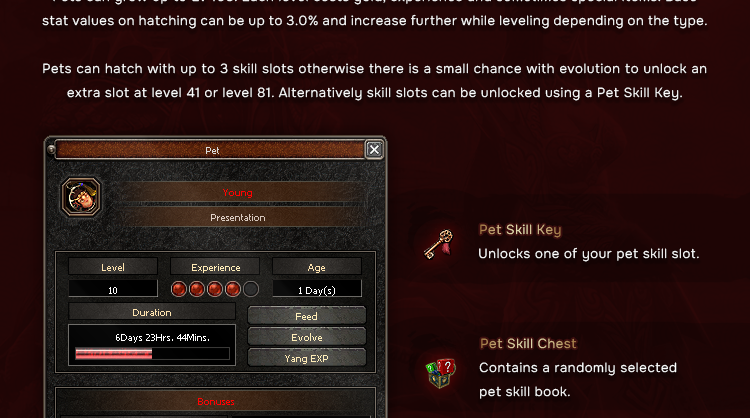 stat values on hatching can be up to 3.0% and increase further while leveling depending on the type.
Pets can hatch with up to 3 skill slots otherwise there is a small chance with evolution to unlock an
extra slot at level 41 or level 81. Alternatively skill slots can be unlocked using a Pet Skill Key.
Pet
Young
Presentation
Level
Experience
Age
10
1 Day(s)
Duration
6Days 23Hrs. 44Mins.
Feed
Evolve
Yang EXP
Bonuses
Pet Skill Key
Unlocks one of your pet skill slot.
Pet Skill Chest
Contains a randomly selected
pet skill book.